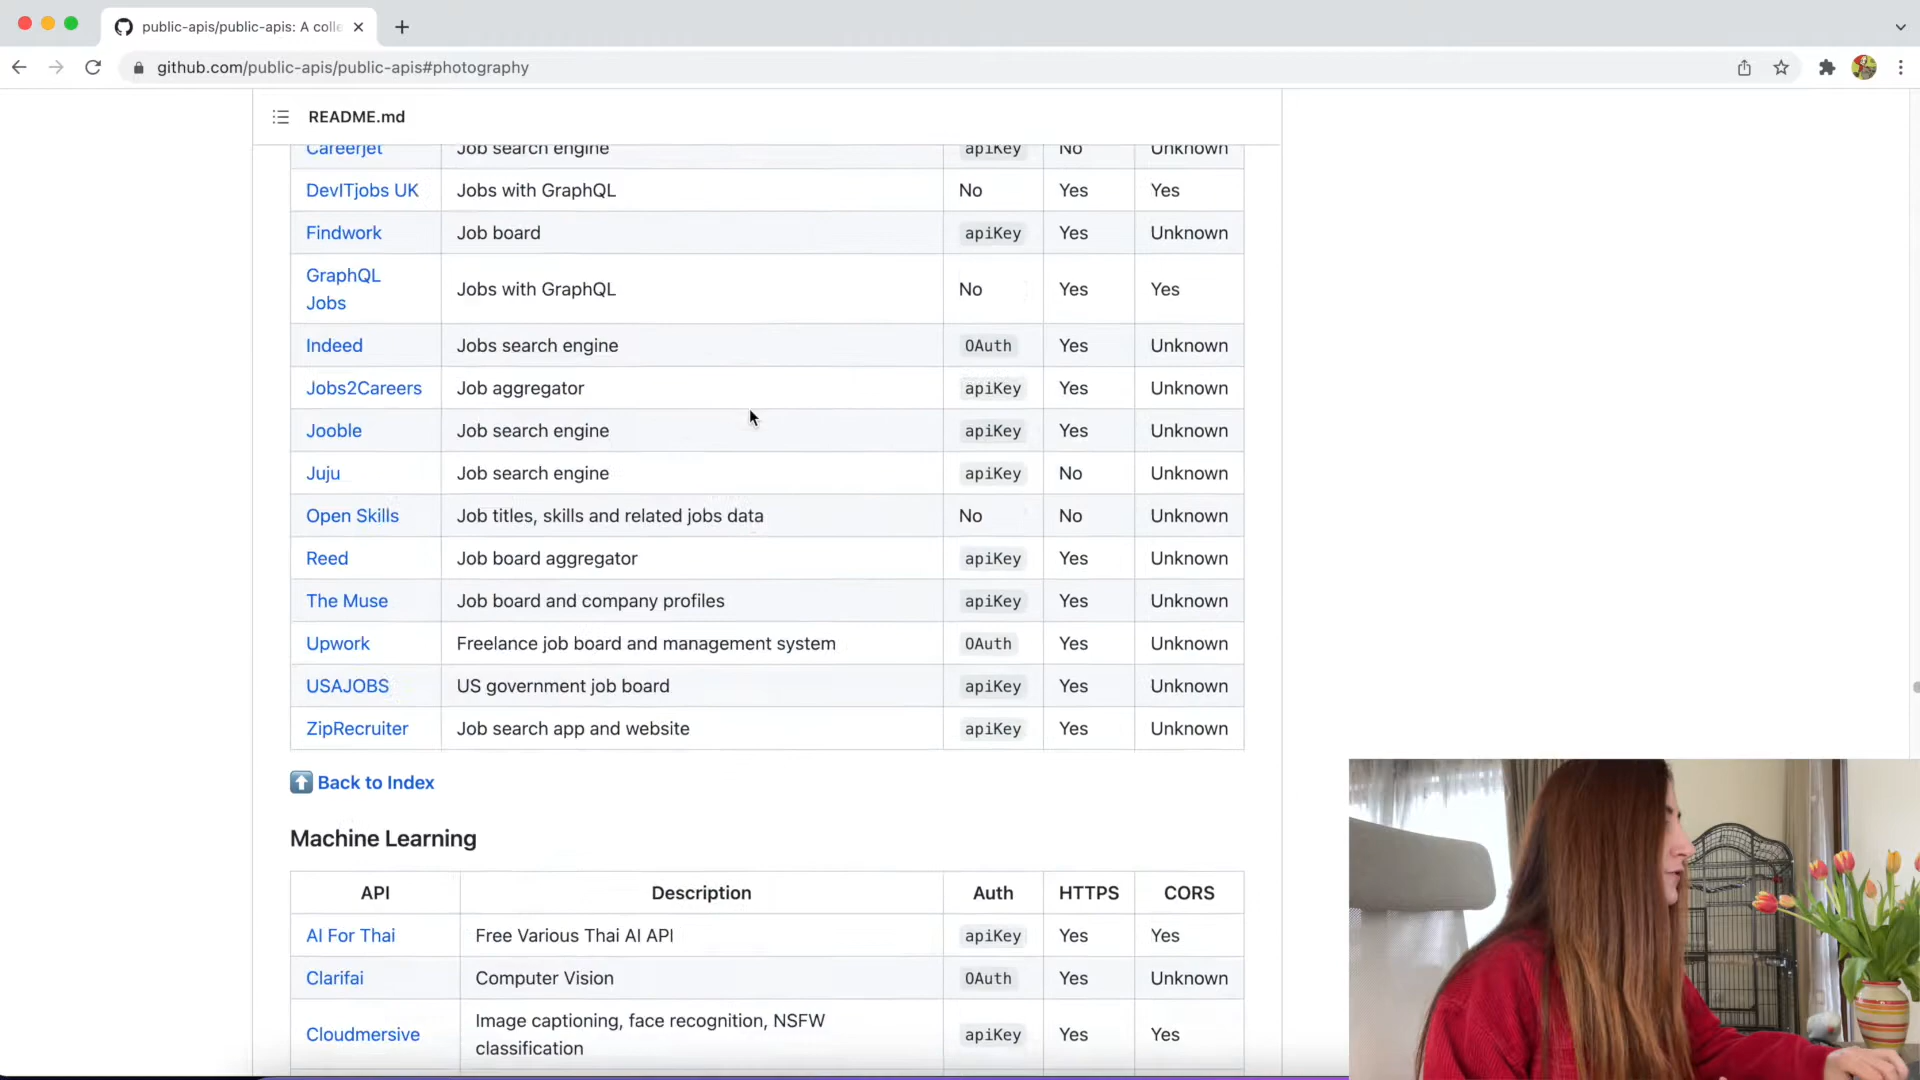 public-apis/public-apis: A colle
github.com/public-apis/public-apis#photography
README.md
Careerjet Job search engine apiKey No Unknown
DevITjobs UK Jobs with GraphQL No Yes Yes
Findwork Job board apiKey Yes Unknown
GraphQL
Jobs Jobs with GraphQL No Yes Yes
Indeed Jobs search engine OAuth Yes Unknown
Jobs2Careers Job aggregator apiKey Yes Unknown
Jooble Job search engine apiKey Yes Unknown
Juju Job search engine apiKey No Unknown
Open Skills Job titles, skills and related jobs data No No Unknown
Reed Job board aggregator apiKey Yes Unknown
The Muse Job board and company profiles apiKey Yes Unknown
Upwork Freelance job board and management system OAuth Yes Unknown
USAJOBS US government job board apiKey Yes Unknown
ZipRecruiter Job search app and website apiKey Yes Unknown
Back to Index
Machine Learning
API Description Auth HTTPS CORS
AI For Thai Free Various Thai AI API apiKey Yes Yes
Clarifai Computer Vision OAuth Yes Unknown
Cloudmersive Image captioning, face recognition, NSFW
classification apiKey Yes Yes